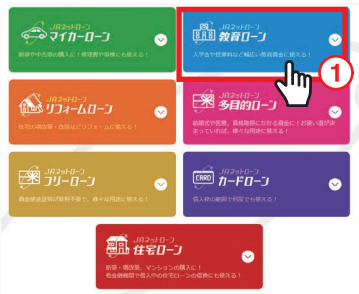 JAネットローン
マイカーローン
新車や中古車の購入に！修理費や車検にも使える！
JAネットローン
教育ローン
入学金や授業料など幅広い教育資金に使える！
1
JAネットローン
リフォームローン
住宅の増改築・改装などリフォームに使える！
JAネットローン
多目的ローン
結婚式や医療、資格取得にかかる資金に！お使い道が決
まっていれば、様々な用途に使える！
JAネットローン
フリーローン
資金使途証明が原則不要で、様々な用途に使える！
CARD
JAネットローン
カードローン
借入枠の範囲で何度でも使える！
JAネットローン
住宅ローン
新築・増改築、マンションの購入に！
他金融機関で借入中の住宅ローンの借換にも使える！